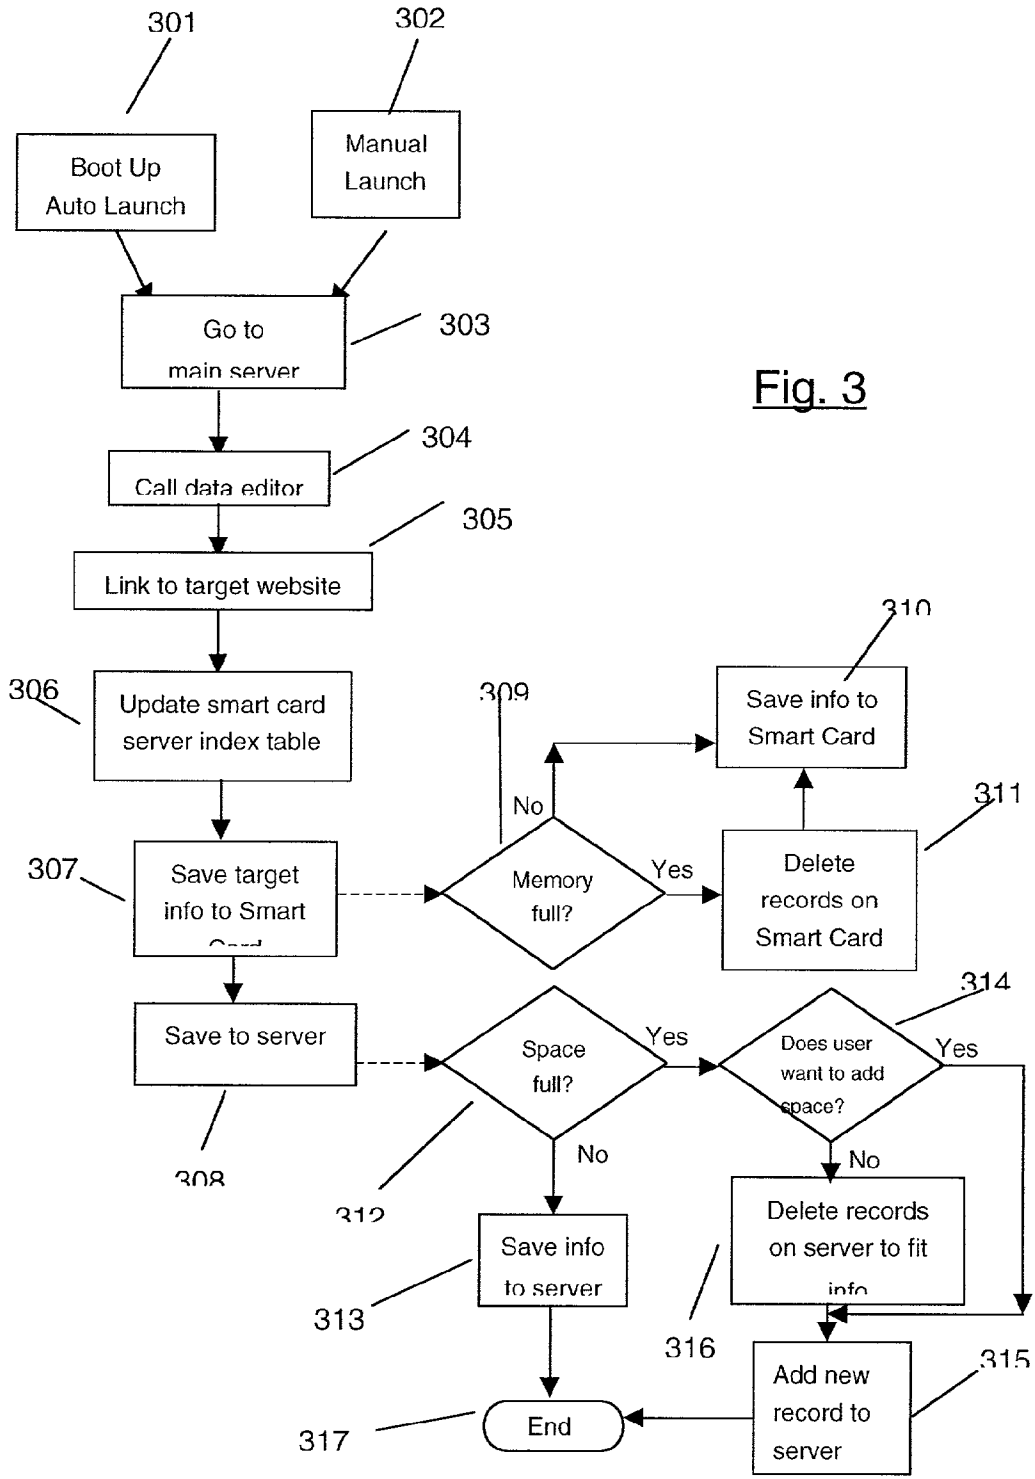 301
302
Boot Up
Auto Launch
Manual
Launch
303
Go to
main server
Fig. 3
304
Call data editor
305
Link to target website
306
Update smart card
server index table
309
310
Save info to
Smart Card
No
311
307
Save target
info to Smart
Card
Memory
full?
Yes
Delete
records on
Smart Card
314
Save to server
Space
full?
Yes
Does user
want to add
space?
Yes
308
312
No
No
313
Save info
to server
Delete records
on server to fit
info
316
315
Add new
record to
server
317
End